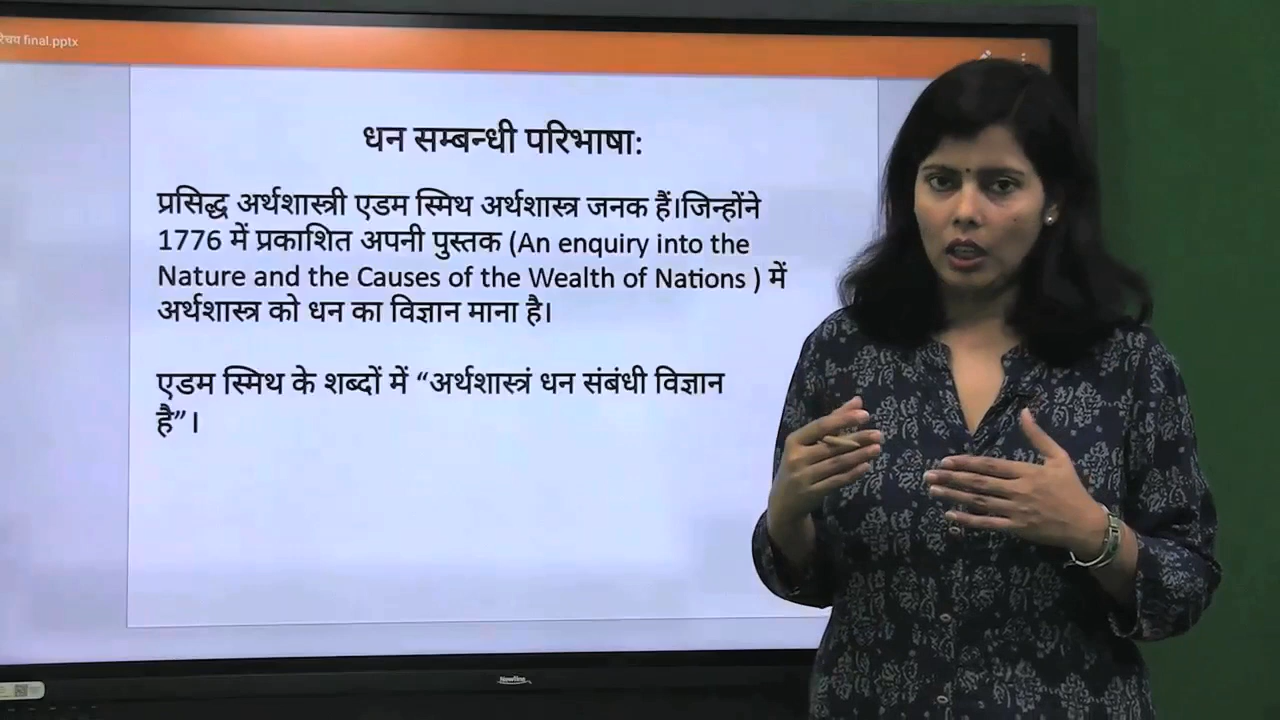 रिचय final.pptx
धन सम्बन्धी परिभाषा:
प्रसिद्ध अर्थशास्त्री एडम स्मिथ अर्थशास्त्र जनक हैं।जिन्होंने
1776 में प्रकाशित अपनी पुस्तक (An enquiry into the
Nature and the Causes of the Wealth of Nations ) में
अर्थशास्त्र को धन का विज्ञान माना है।
एडम स्मिथ के शब्दों में “अर्थशास्त्रं धन संबंधी विज्ञान
है”।
Newline